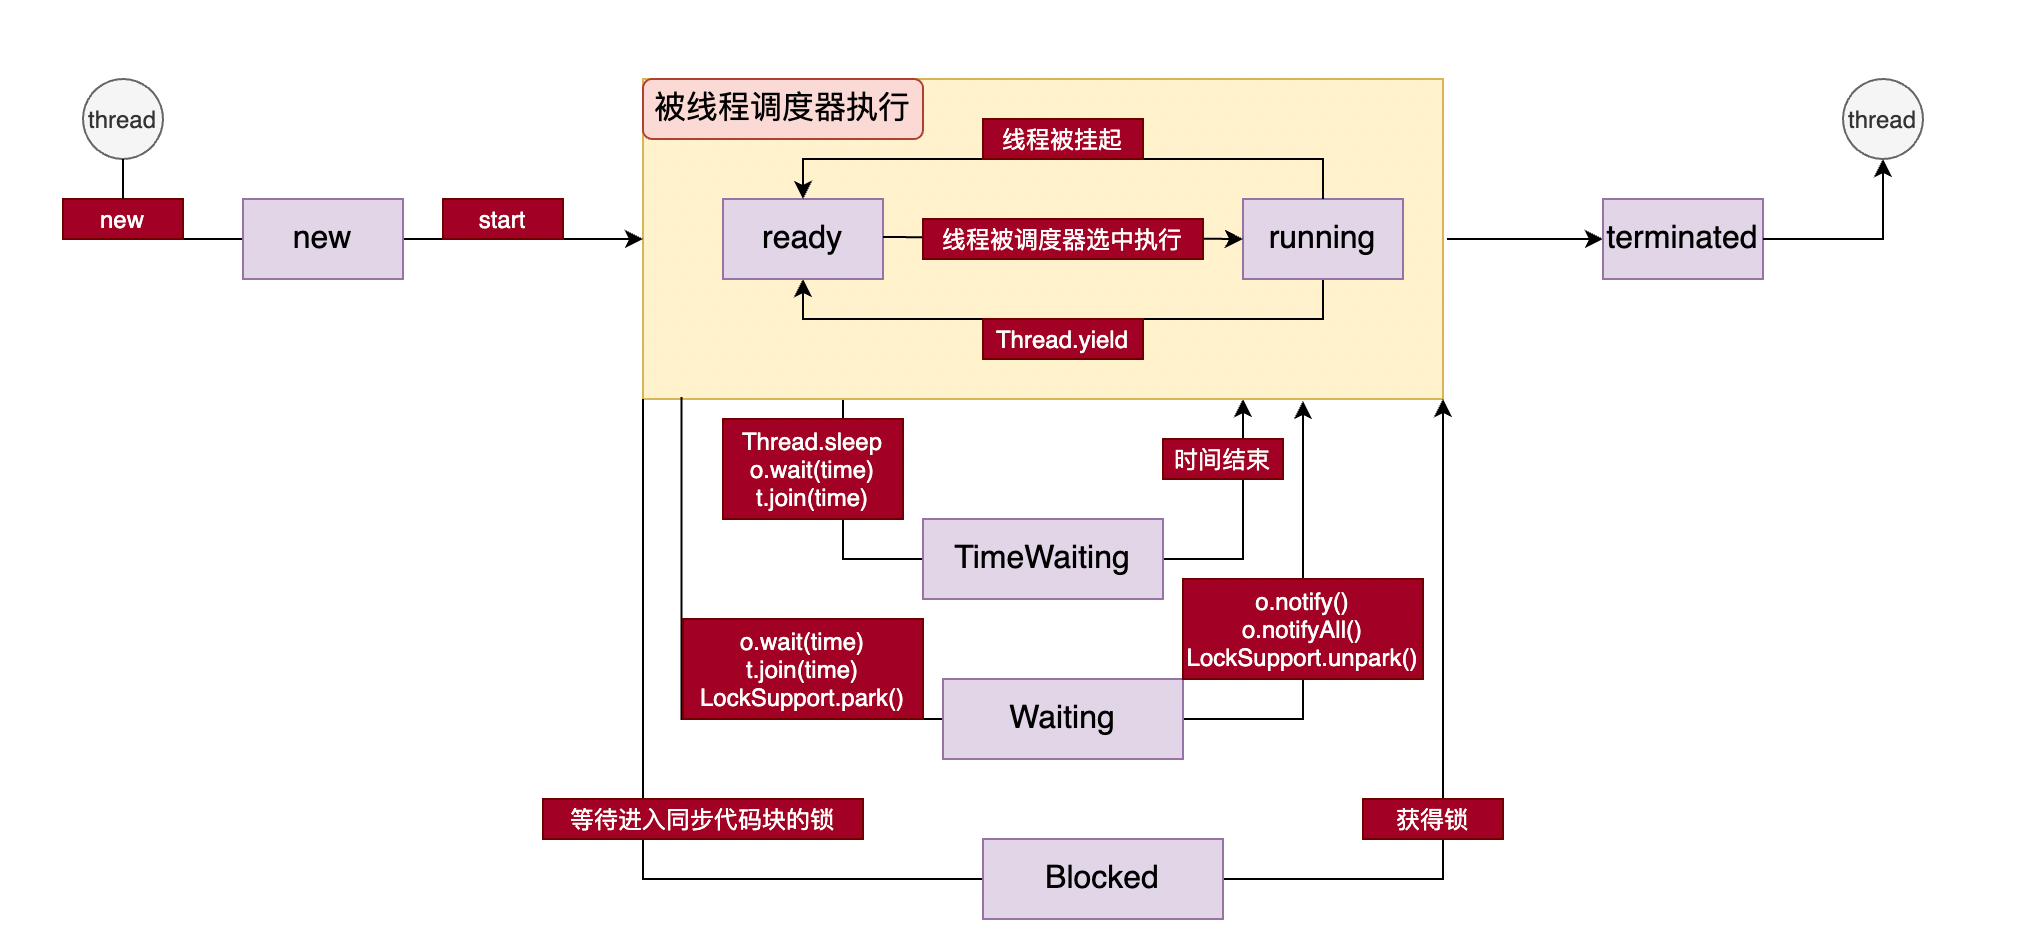 thread
new
new
start
被线程调度器执行
线程被挂起
ready
线程被调度器选中执行
running
Thread.yield
terminated
thread
Thread.sleep
o.wait(time)
t.join(time)
时间结束
TimeWaiting
o.wait(time)
t.join(time)
LockSupport.park()
o.notify()
o.notifyAll()
LockSupport.unpark()
Waiting
等待进入同步代码块的锁
获得锁
Blocked